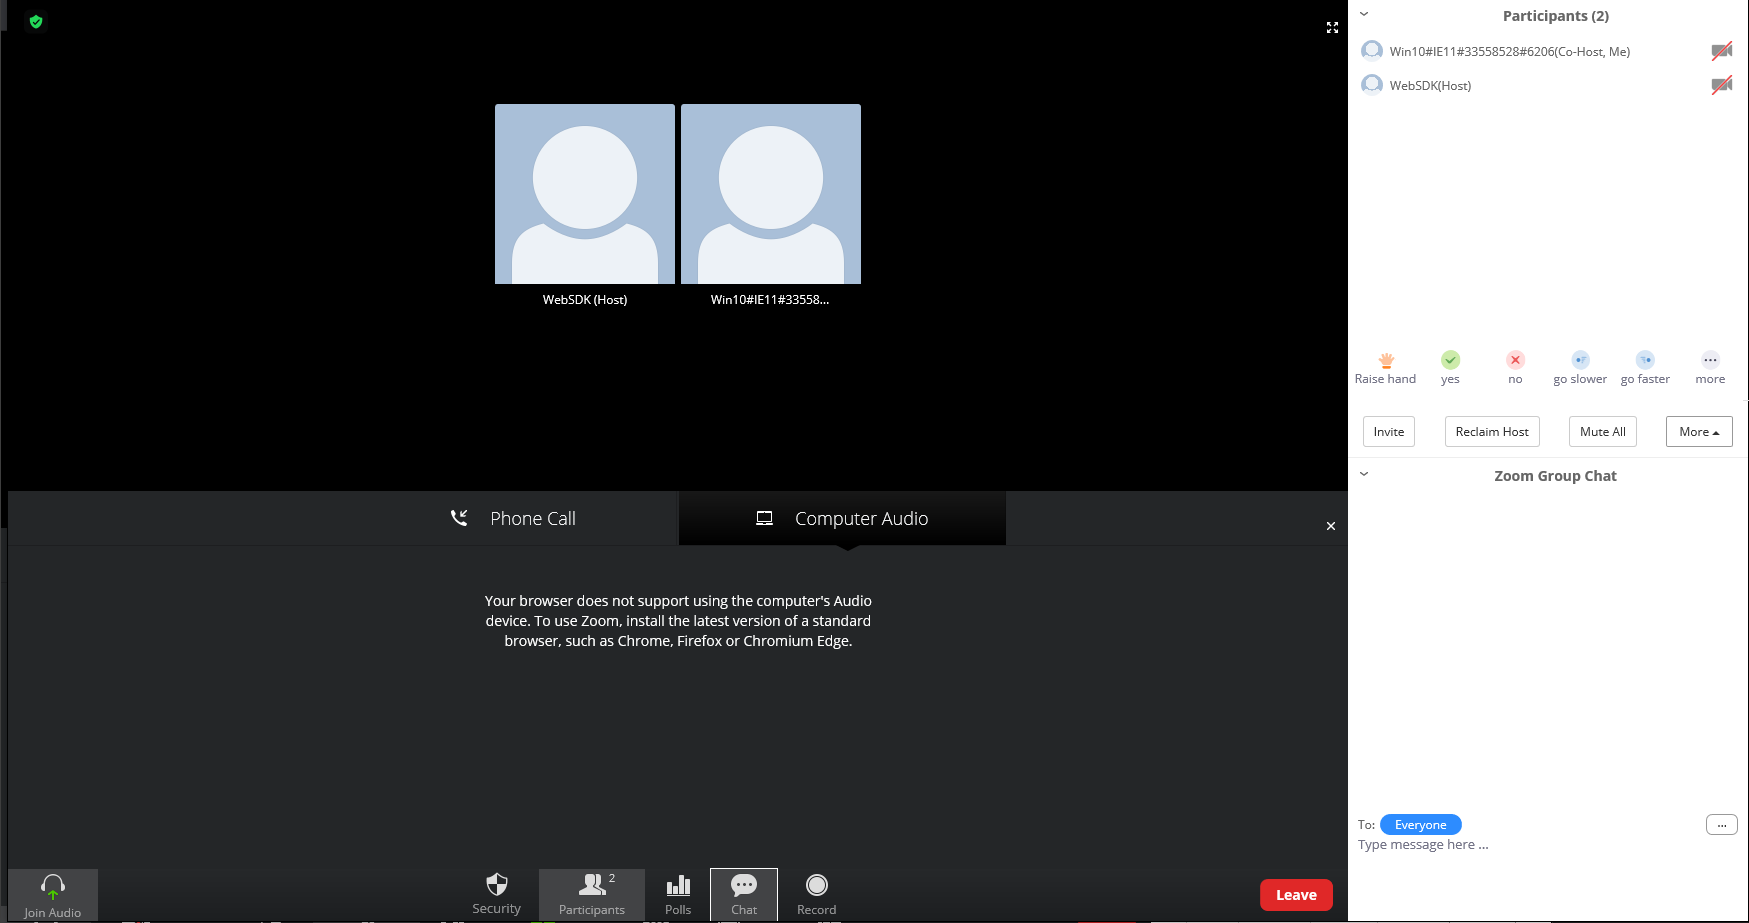 Participants (2)
Win10#IE11#33558528#6206(Co-Host, Me)
WebSDK(Host)
WebSDK (Host)
Win10#IE11#33558...
Raise hand
yes
no
go slower
go faster
more
Invite
Reclaim Host
Mute All
More
Zoom Group Chat
Phone Call
Computer Audio
Your browser does not support using the computer's Audio
device. To use Zoom, install the latest version of a standard
browser, such as Chrome, Firefox or Chromium Edge.
To:
Everyone
...
Type message here ...
Join Audio
Security
2
Participants
Polls
Chat
Record
Leave